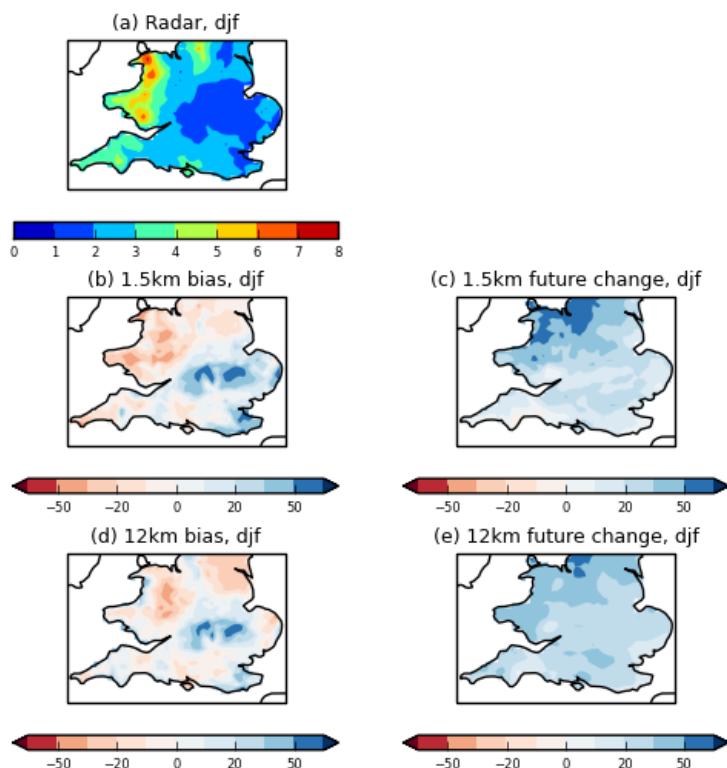 (a) Radar, djf
0 1 2 3 4 5 6 7 8
(b) 1.5km bias, djf
(c) 1.5km future change, djf
−50 −20 0 20 50
−50 −20 0 20 50
(d) 12km bias, djf
(e) 12km future change, djf
−50 −20 0 20 50
−50 −20 0 20 50